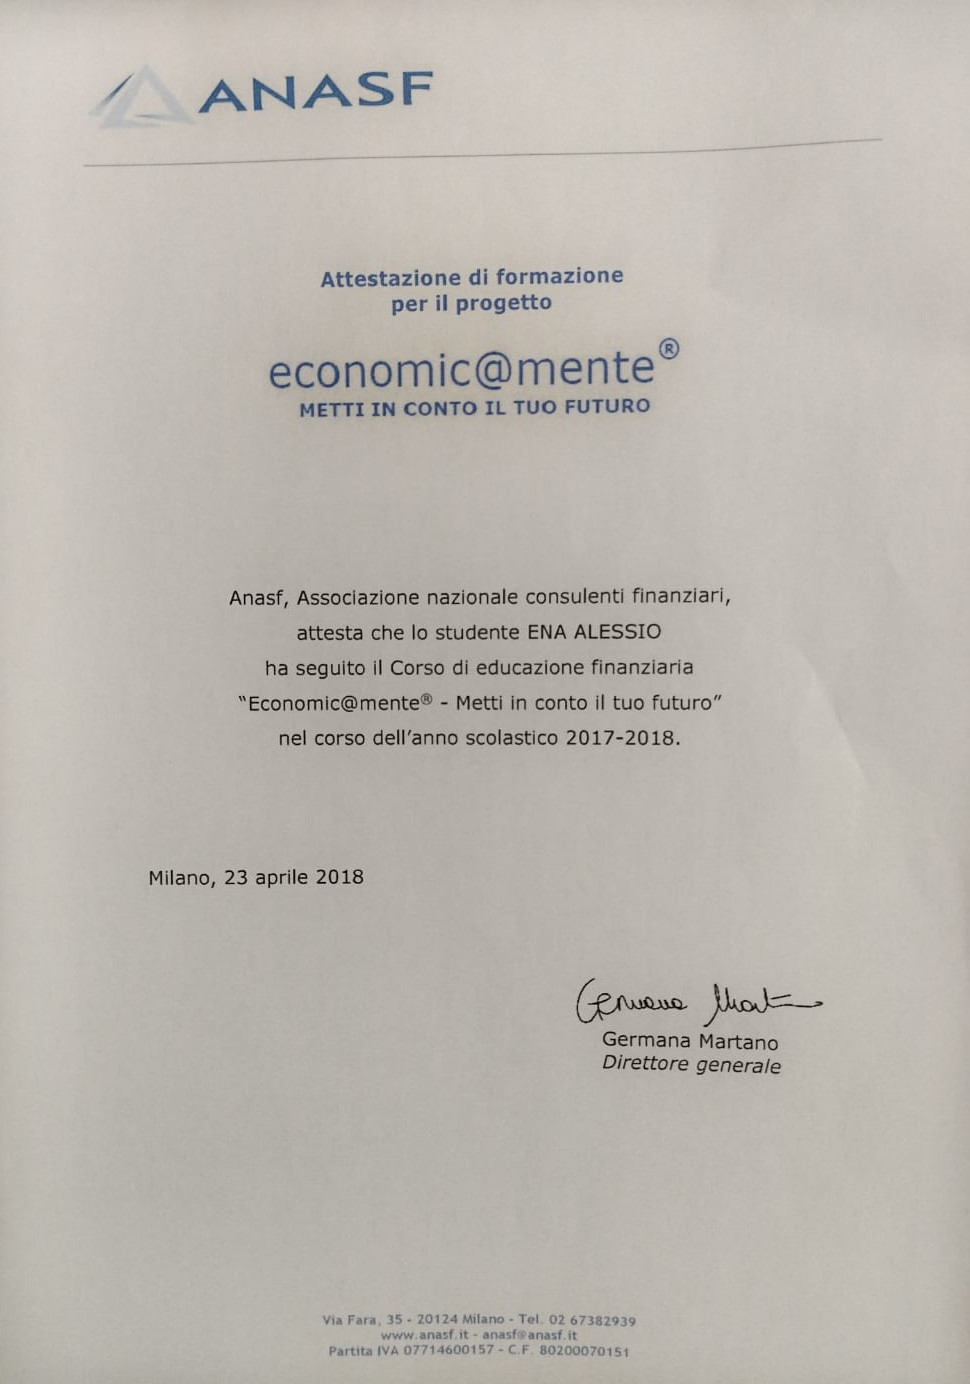 ANASF
Attestazione di formazione
per il progetto
economic@mente®
METTI IN CONTO IL TUO FUTURO
Anasf, Associazione nazionale consulenti finanziari,
attesta che lo studente ENA ALESSIO
ha seguito il Corso di educazione finanziaria
“Economic@mente® - Metti in conto il tuo futuro”
nel corso dell’anno scolastico 2017-2018.
Milano, 23 aprile 2018
Germana Martano
Germana Martano
Direttore generale
Via Fara, 35 - 20124 Milano - Tel. 02 67382939
www.anasf.it - anasf@anasf.it
Partita IVA 07714600157 - C.F. 80200070151